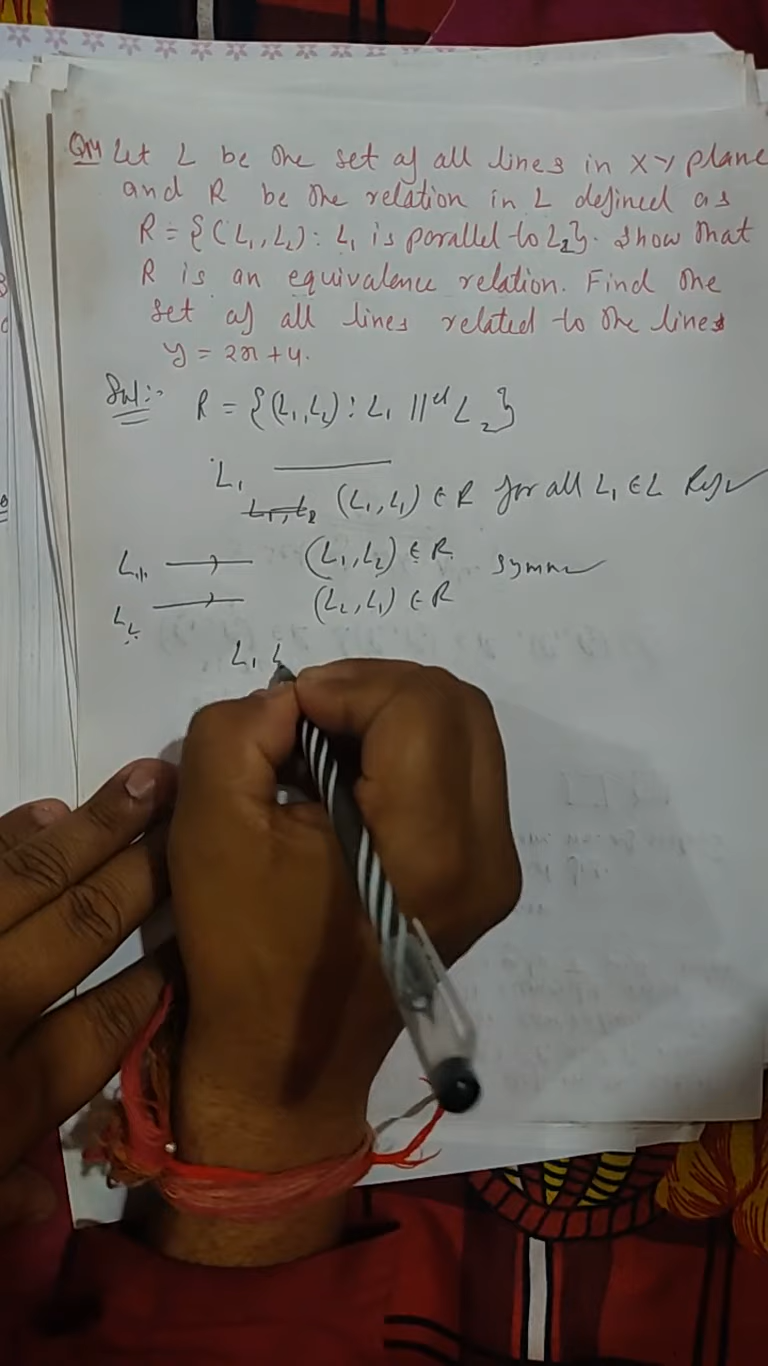 Q14 Let L be the set of all lines in X-Y plane
and R be the relation in L defined as
R = {(L₁, L₂) : L₁ is parallel to L₂}. Show that
R is an equivalence relation. Find the
set of all lines related to the lines
y = 2x + 4.
Sol:- R = {(L₁, L₂) : L₁ ||ᵉˡ L₂}
L₁
L₁, L₂ (L₁, L₁) ∈ R for all L₁ ∈ L Ref
L₁ (L₁, L₂) ∈ R symm
L₂ (L₂, L₁) ∈ R
L₁ L